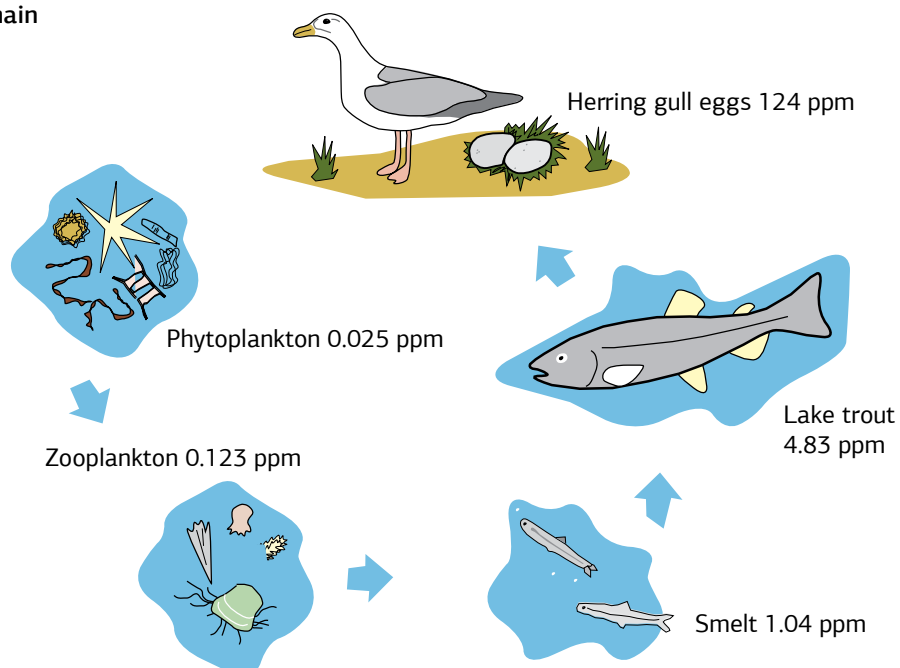 Herring gull eggs 124 ppm
Phytoplankton 0.025 ppm
Lake trout
4.83 ppm
Zooplankton 0.123 ppm
Smelt 1.04 ppm